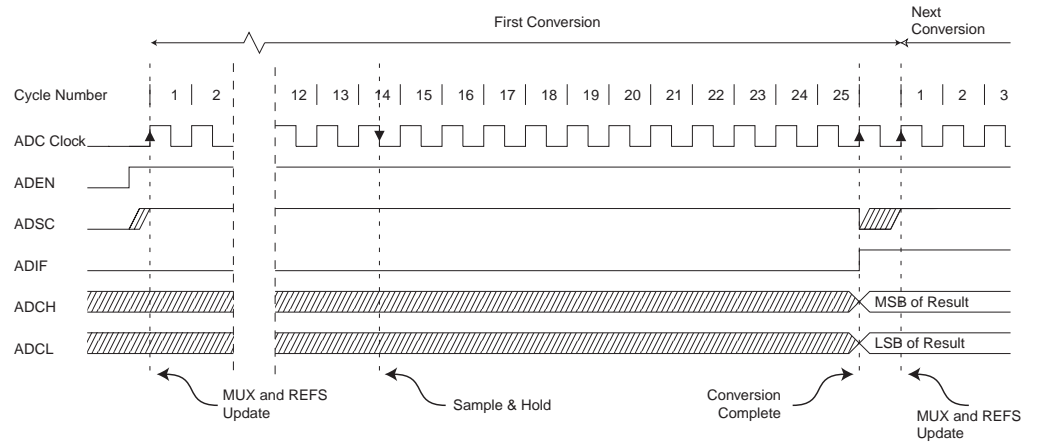 First Conversion
Next
Conversion
Cycle Number 1 2 12 13 14 15 16 17 18 19 20 21 22 23 24 25 1 2 3
ADC Clock
ADEN
ADSC
ADIF
ADCH MSB of Result
ADCL LSB of Result
MUX and REFS
Update
Sample & Hold
Conversion
Complete
MUX and REFS
Update